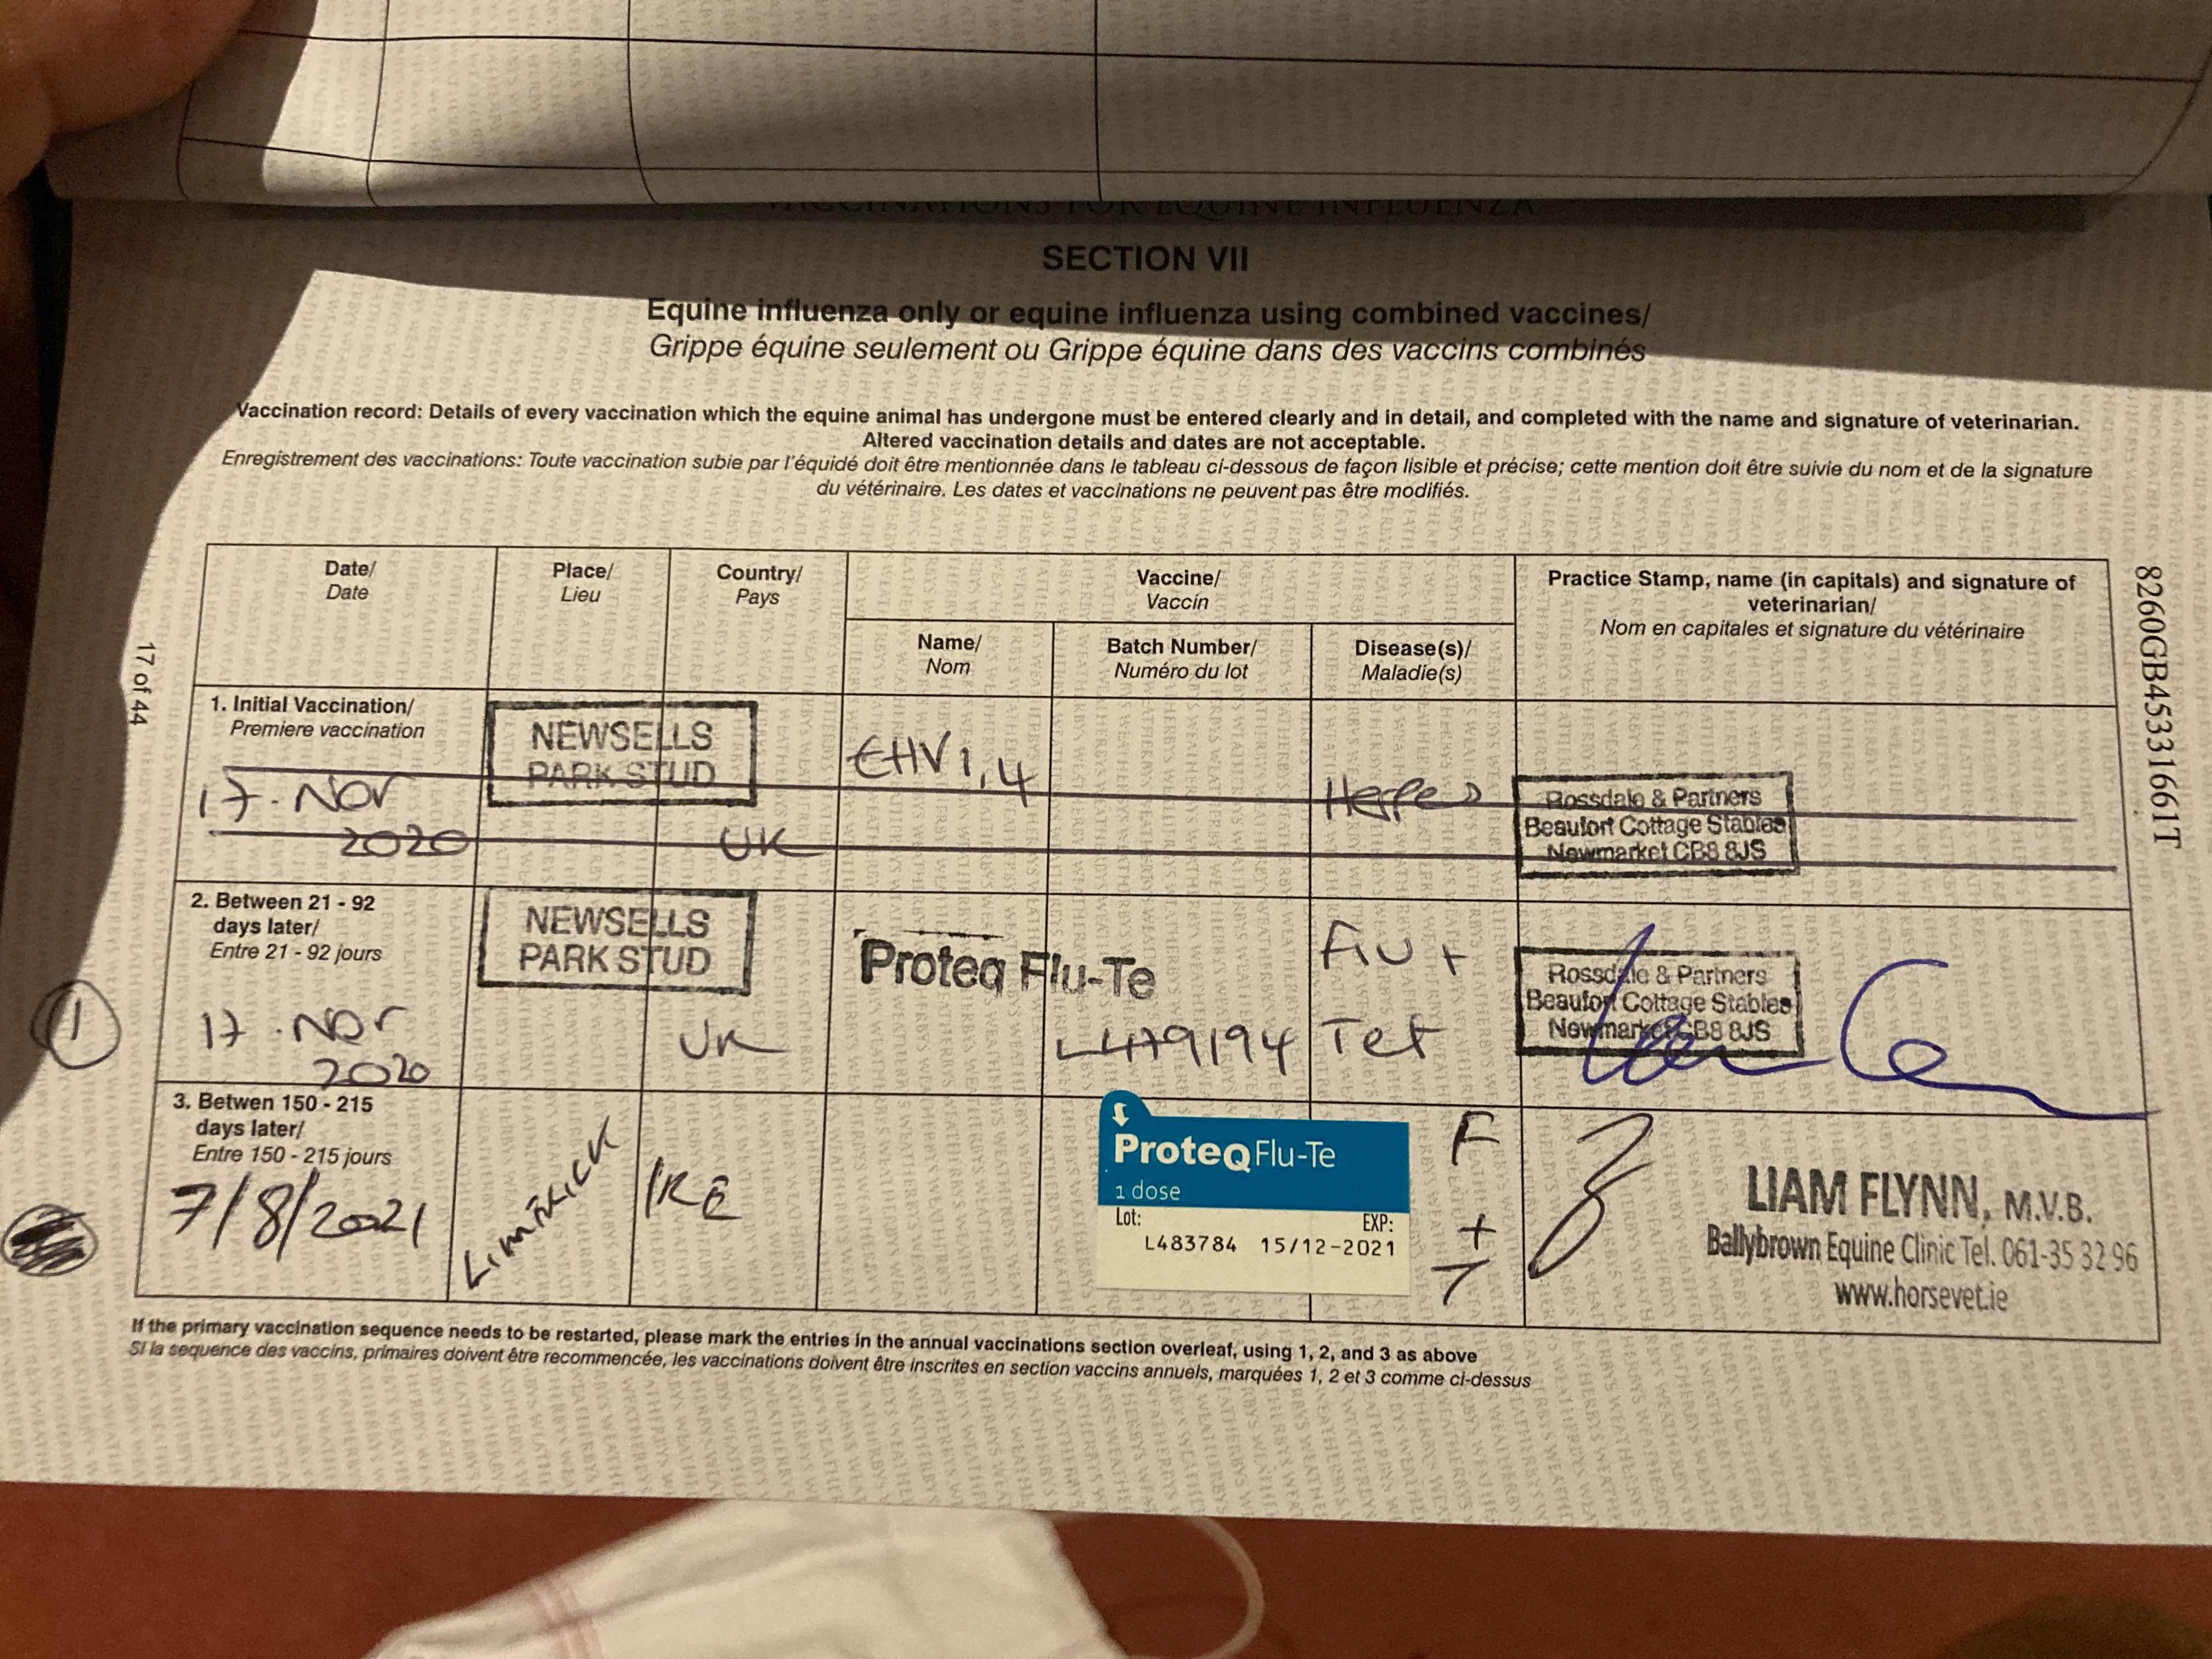 VACCINATIONS FOR EQUINE INFLUENZA
SECTION VII
Equine influenza only or equine influenza using combined vaccines/
Grippe équine seulement ou Grippe équine dans des vaccins combinés
Vaccination record: Details of every vaccination which the equine animal has undergone must be entered clearly and in detail, and completed with the name and signature of veterinarian.
Altered vaccination details and dates are not acceptable.
Enregistrement des vaccinations: Toute vaccination subie par l'équidé doit être mentionnée dans le tableau ci-dessous de façon lisible et précise; cette mention doit être suivie du nom et de la signature
du vétérinaire. Les dates et vaccinations ne peuvent pas être modifiés.
17 of 44
8260GB45331661T
Date/
Date
Place/
Lieu
Country/
Pays
Vaccine/
Vaccin
Name/
Nom
Batch Number/
Numéro du lot
Disease(s)/
Maladie(s)
Practice Stamp, name (in capitals) and signature of
veterinarian/
Nom en capitales et signature du vétérinaire
1. Initial Vaccination/
Premiere vaccination
17. Nov
2020
NEWSELLS
PARK STUD
UK
EHV 1,4
Herpes
Rossdale & Partners
Beaufort Cottage Stables
Newmarket CB8 8JS
2. Between 21 - 92
days later/
Entre 21 - 92 jours
1
17. Nov
2020
NEWSELLS
PARK STUD
UK
Proteq Flu-Te
L479194
Flu +
Tet
Rossdale & Partners
Beaufort Cottage Stables
Newmarket CB8 8JS
3. Betwen 150 - 215
days later/
Entre 150 - 215 jours
7/8/2021
LIMERICK
IRE
ProteQ Flu-Te
1 dose
Lot:
EXP:
L483784 15/12-2021
F
+
T
LIAM FLYNN, M.V.B.
Ballybrown Equine Clinic Tel. 061-35 32 96
www.horsevet.ie
If the primary vaccination sequence needs to be restarted, please mark the entries in the annual vaccinations section overleaf, using 1, 2, and 3 as above
Si la sequence des vaccins, primaires doivent être recommencée, les vaccinations doivent être inscrites en section vaccins annuels, marquées 1, 2 et 3 comme ci-dessus